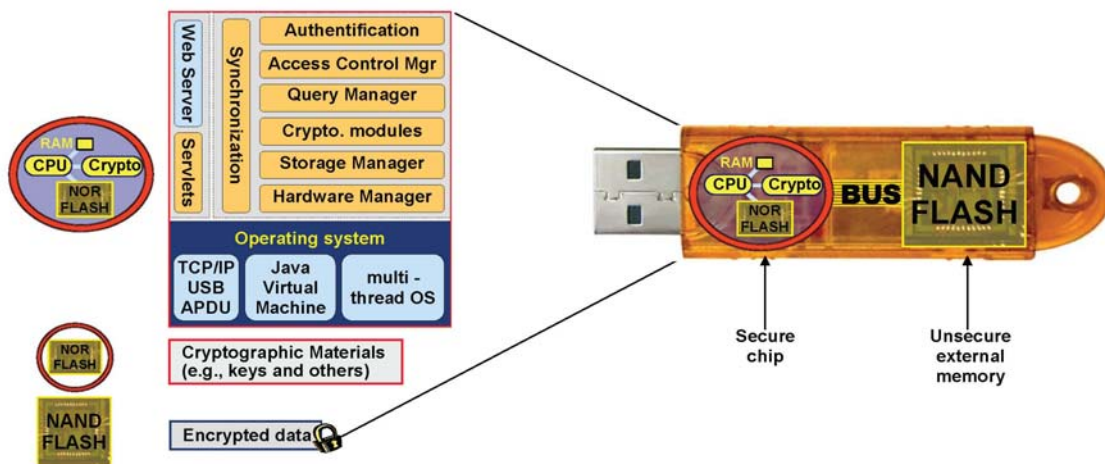 Web Server
Servlets
Synchronization
Authentification
Access Control Mgr
Query Manager
Crypto. modules
Storage Manager
Hardware Manager
RAM
CPU
Crypto
NOR
FLASH
Operating system
TCP/IP
USB
APDU
Java
Virtual
Machine
multi -
thread OS
NOR
FLASH
Cryptographic Materials
(e.g., keys and others)
NAND
FLASH
Encrypted data
RAM
CPU
Crypto
NOR
FLASH
BUS
NAND
FLASH
Secure
chip
Unsecure
external
memory